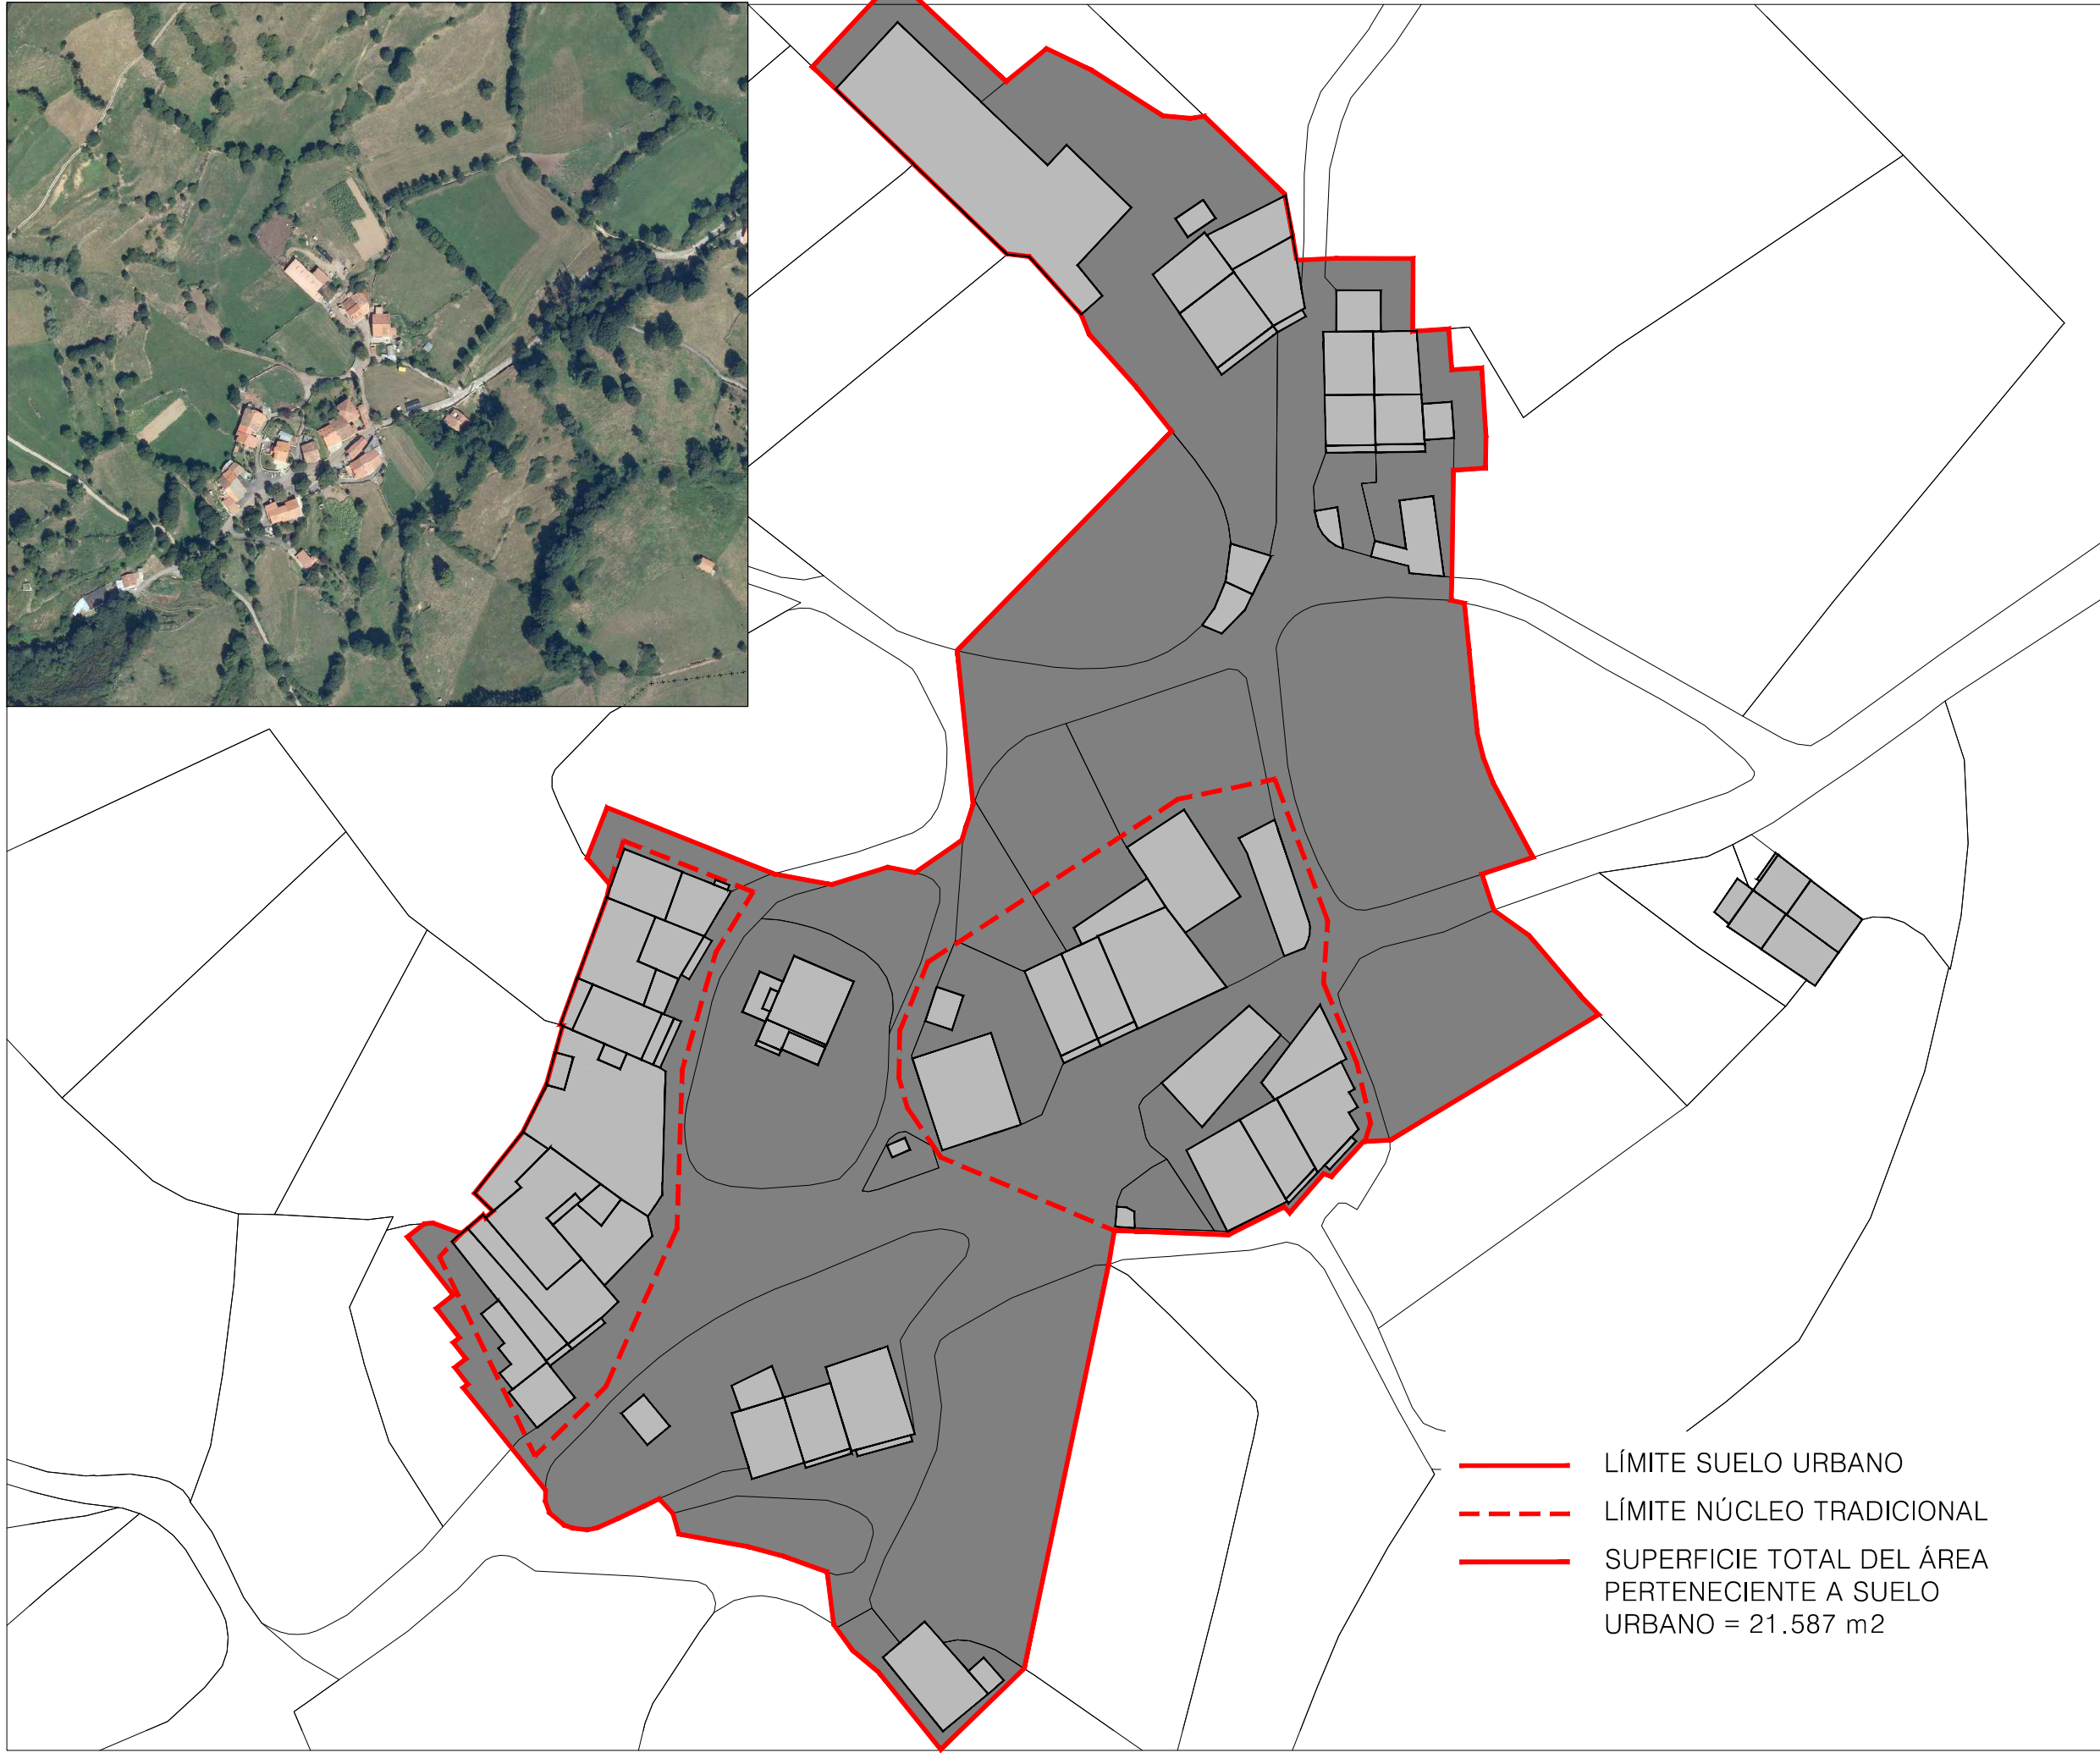 LÍMITE SUELO URBANO
LÍMITE NÚCLEO TRADICIONAL
SUPERFICIE TOTAL DEL ÁREA
PERTENECIENTE A SUELO
URBANO = 21.587 m2